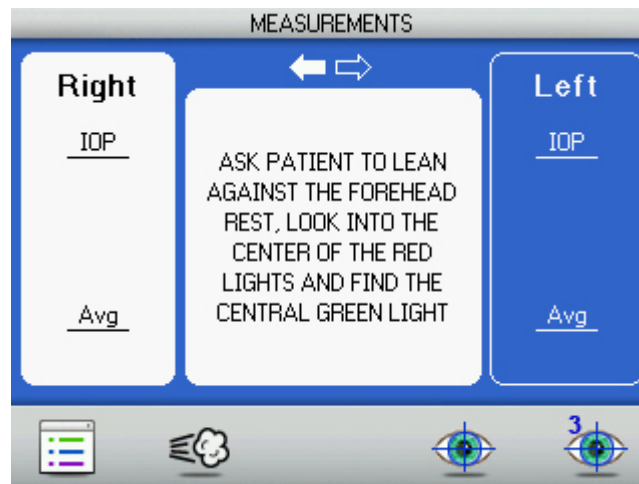 MEASUREMENTS
Right
IOP
Avg
ASK PATIENT TO LEAN
AGAINST THE FOREHEAD
REST, LOOK INTO THE
CENTER OF THE RED
LIGHTS AND FIND THE
CENTRAL GREEN LIGHT
Left
IOP
Avg
3